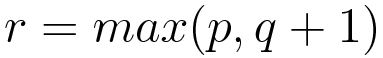 r = max(p, q + 1)